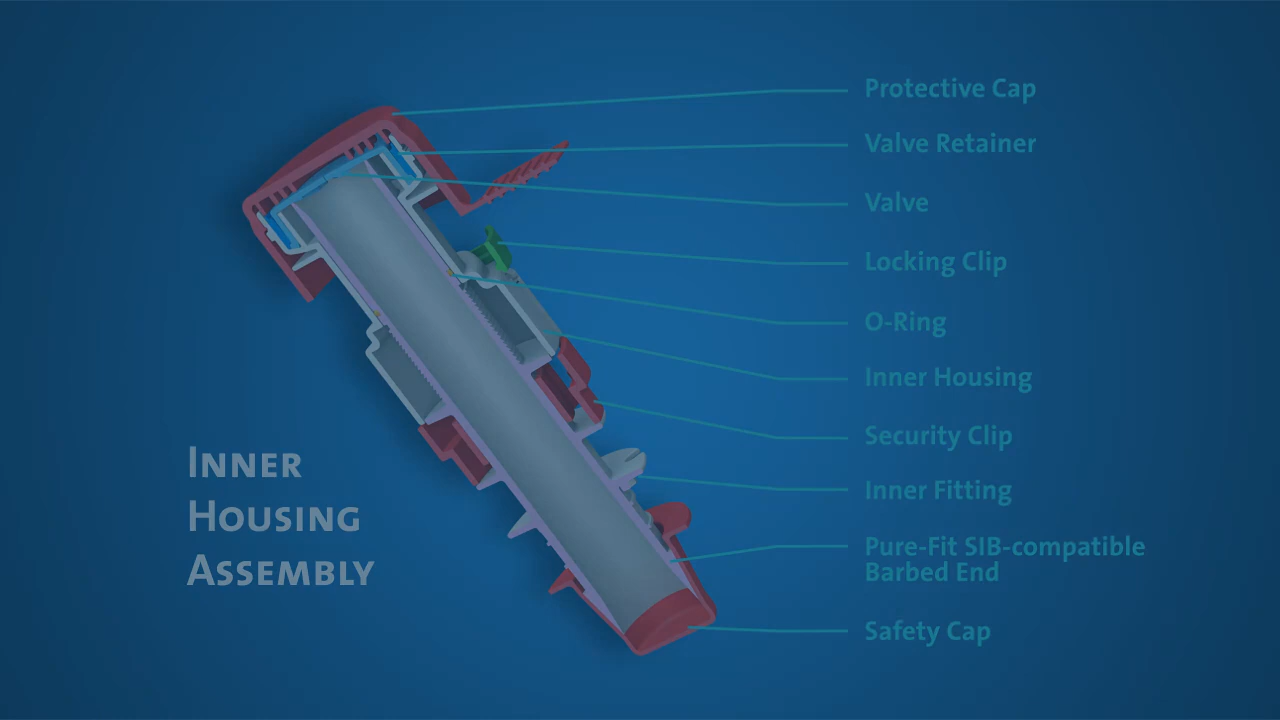 Protective Cap
Valve Retainer
Valve
Locking Clip
O-Ring
Inner Housing
Security Clip
Inner Fitting
Pure-Fit SIB-compatible
Barbed End
Safety Cap
Inner
Housing
Assembly